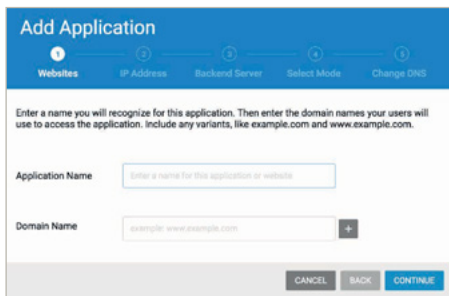 Add Application
1 2 3 4 5
Websites IP Address Backend Server Select Mode Change DNS
Enter a name you will recognize for this application. Then enter the domain names your users will
use to access the application. Include any variants, like example.com and www.example.com.
Application Name Enter a name for this application or website
Domain Name example: www.example.com +
CANCEL BACK CONTINUE